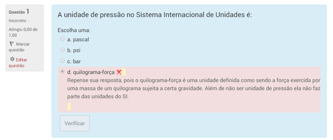 Questão 1
Incorreto
Atingiu 0,00 de
1,00
Marcar
questão
Editar
questão
A unidade de pressão no Sistema Internacional de Unidades é:
Escolha uma:
a. pascal
b. psi
c. bar
d. quilograma-força
Repense sua resposta, pois o quilograma-força é uma unidade definida como sendo a força exercida por
uma massa de um quilograma sujeita a certa gravidade. Além de não ser unidade de pressão ela não faz
parte das unidades do SI.
Verificar